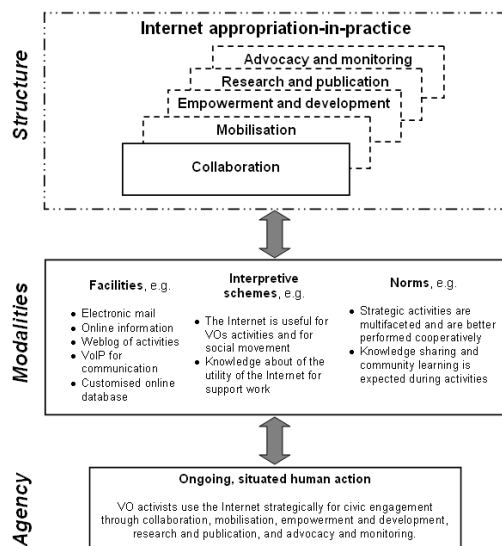 Structure
Internet appropriation-in-practice
Advocacy and monitoring
Research and publication
Empowerment and development
Mobilisation
Collaboration
Modalities
Facilities, e.g.
• Electronic mail
• Online information
• Weblog of activities
• VoIP for
communication
• Customised online
database
Interpretive
schemes, e.g.
• The Internet is useful for
VOs activities and for
social movement
• Knowledge about of the
utility of the Internet for
support work
Norms, e.g.
• Strategic activities are
multifaceted and are better
performed cooperatively
• Knowledge sharing and
community learning is
expected during activities
Agency
Ongoing, situated human action
VO activists use the Internet strategically for civic engagement
through collaboration, mobilisation, empowerment and development,
research and publication, and advocacy and monitoring.